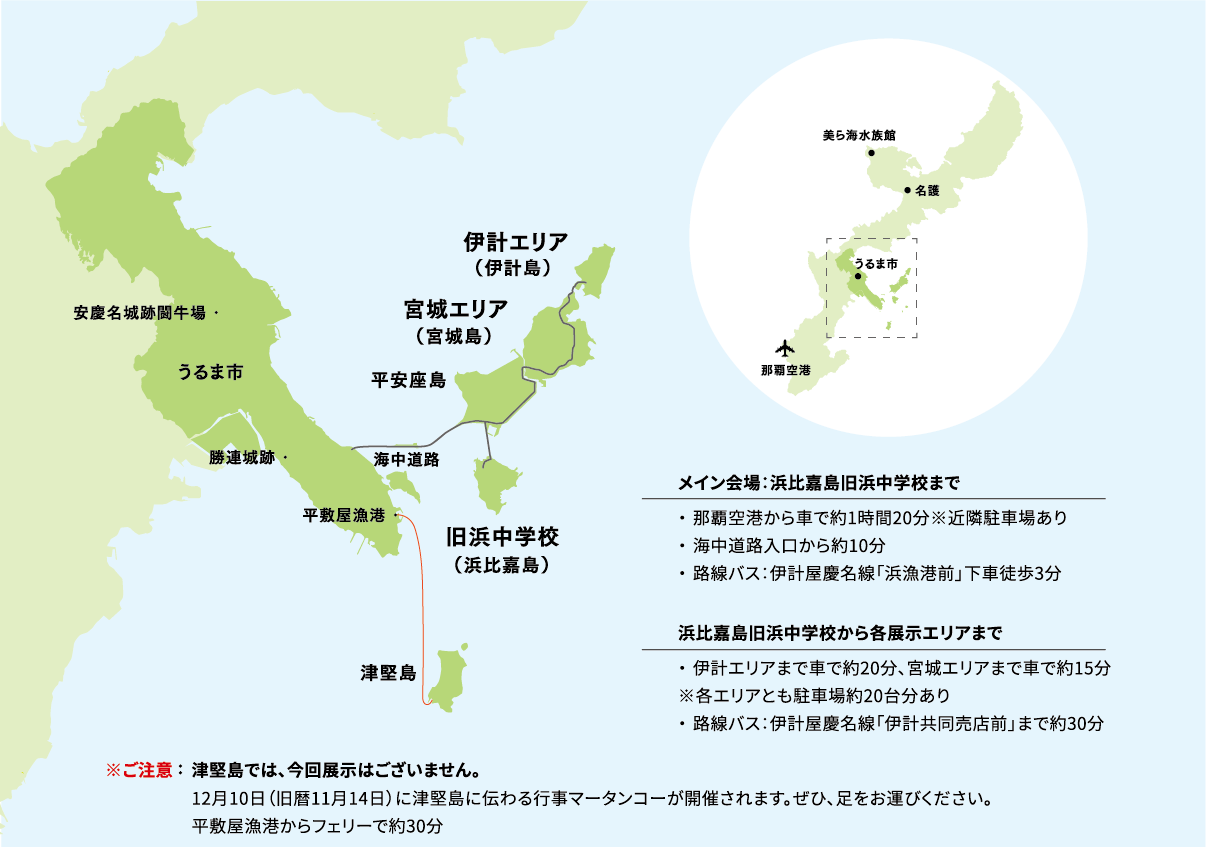 美ら海水族館
名護
うるま市
那覇空港
伊計エリア
（伊計島）
宮城エリア
（宮城島）
安慶名城跡闘牛場
平安座島
うるま市
勝連城跡
海中道路
平敷屋漁港
旧浜中学校
（浜比嘉島）
津堅島
メイン会場：浜比嘉島旧浜中学校まで
・ 那覇空港から車で約1時間20分※近隣駐車場あり
・ 海中道路入口から約10分
・ 路線バス：伊計屋慶名線「浜漁港前」下車徒歩3分
浜比嘉島旧浜中学校から各展示エリアまで
・ 伊計エリアまで車で約20分、宮城エリアまで車で約15分
※各エリアとも駐車場約20台分あり
・ 路線バス：伊計屋慶名線「伊計共同売店前」まで約30分
※ご注意： 津堅島では、今回展示はございません。
12月10日（旧暦11月14日）に津堅島に伝わる行事マータンコーが開催されます。ぜひ、足をお運びください。
平敷屋漁港からフェリーで約30分